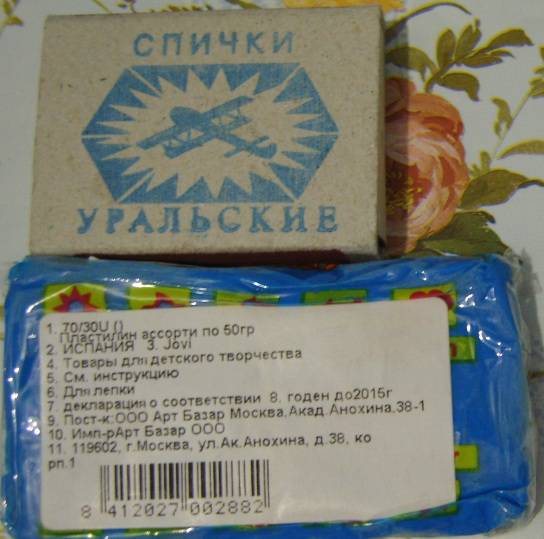 СПИЧКИ
УРАЛЬСКИЕ
1. 70/30U ()
Пластилин ассорти по 50гр
2. ИСПАНИЯ 3. Jovi
4. Товары для детского творчества
5. См. инструкцию
6. Для лепки
7. декларация о соответствии 8. годен до2015г
9. Пост-к:ООО Арт Базар Москва,Акад Анохина,38-1
10. Имп-рАрт Базар ООО
11. 119602, г.Москва, ул.Ак.Анохина, д.38, ко
рп.1
8 412027 002882